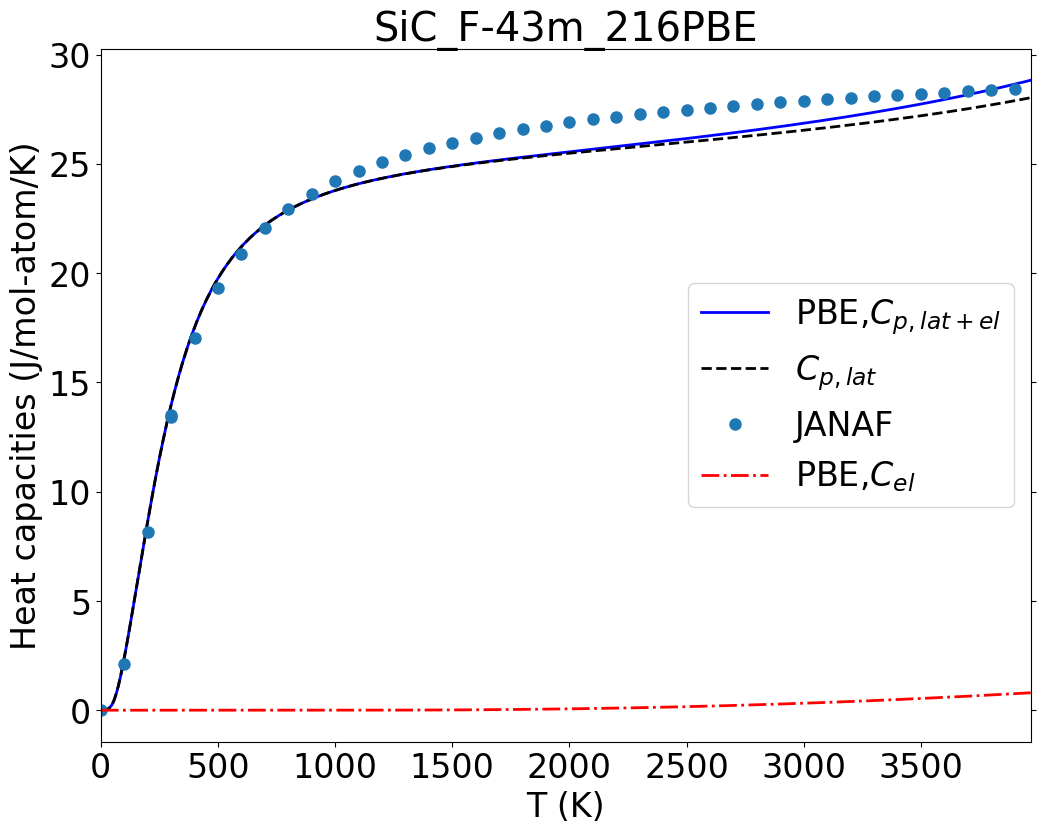 SiC_F-43m_216PBE
Heat capacities (J/mol-atom/K)
30
25
20
15
10
5
0
PBE,C_{p, lat+el}
C_{p, lat}
JANAF
PBE,C_{el}
0 500 1000 1500 2000 2500 3000 3500
T (K)